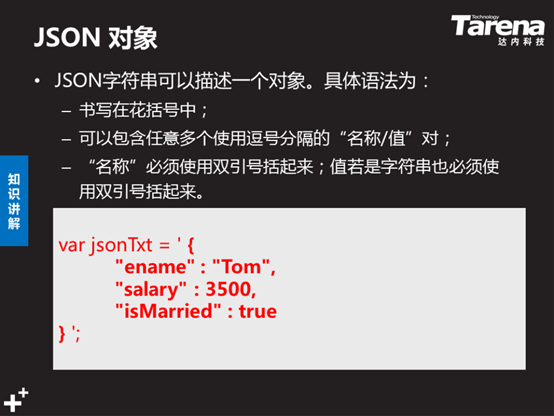 JSON 对象
Technology
Tarena
达内科技
• JSON字符串可以描述一个对象。具体语法为：
– 书写在花括号中；
– 可以包含任意多个使用逗号分隔的“名称/值”对；
– “名称”必须使用双引号括起来；值若是字符串也必须使
用双引号括起来。
知识讲解
var jsonTxt = ' {
"ename" : "Tom",
"salary" : 3500,
"isMarried" : true
} ';